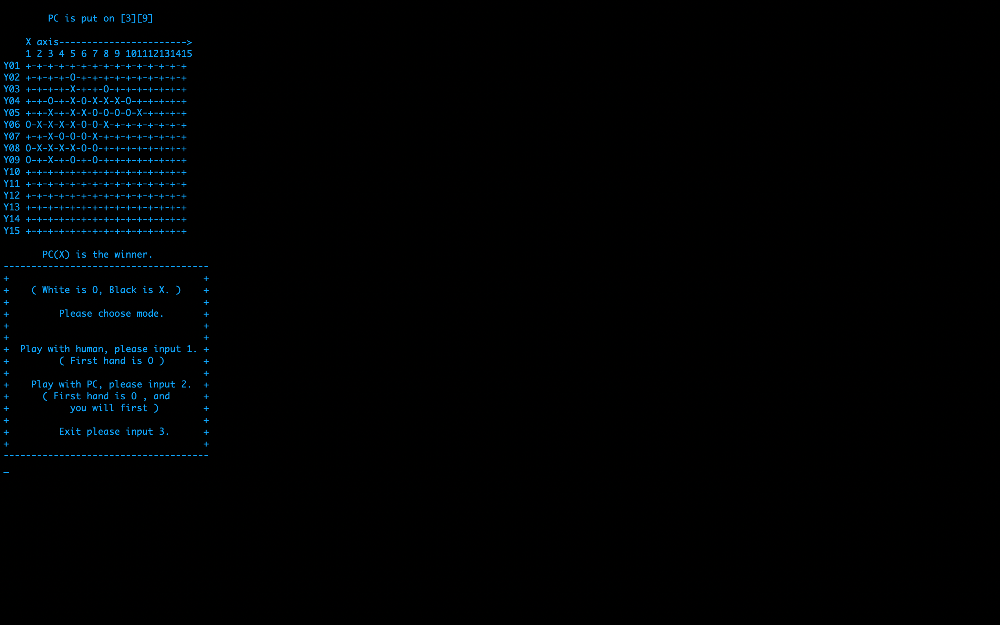 PC is put on [3][9]
X axis----------------------->
1 2 3 4 5 6 7 8 9 101112131415
Y01 +-+-+-+-+-+-+-+-+-+-+-+-+-+-+
Y02 +-+-+-+-O-+-+-+-+-+-+-+-+-+-+
Y03 +-+-+-+-X-+-+-O-+-+-+-+-+-+-+
Y04 +-+-O-+-X-O-X-X-X-O-+-+-+-+-+
Y05 +-+-X-+-X-X-O-O-O-O-X-+-+-+-+
Y06 O-X-X-X-X-O-O-X-+-+-+-+-+-+-+
Y07 +-+-X-O-O-O-X-+-+-+-+-+-+-+-+
Y08 O-X-X-X-X-O-O-+-+-+-+-+-+-+-+
Y09 O-+-X-+-O-+-O-+-+-+-+-+-+-+-+
Y10 +-+-+-+-+-+-+-+-+-+-+-+-+-+-+
Y11 +-+-+-+-+-+-+-+-+-+-+-+-+-+-+
Y12 +-+-+-+-+-+-+-+-+-+-+-+-+-+-+
Y13 +-+-+-+-+-+-+-+-+-+-+-+-+-+-+
Y14 +-+-+-+-+-+-+-+-+-+-+-+-+-+-+
Y15 +-+-+-+-+-+-+-+-+-+-+-+-+-+-+
PC(X) is the winner.
-------------------------------------
+ +
+ ( White is O, Black is X. ) +
+ +
+ Please choose mode. +
+ +
+ +
+ Play with human, please input 1. +
+ ( First hand is O ) +
+ +
+ Play with PC, please input 2. +
+ ( First hand is O , and +
+ you will first ) +
+ +
+ Exit please input 3. +
+ +
-------------------------------------
_